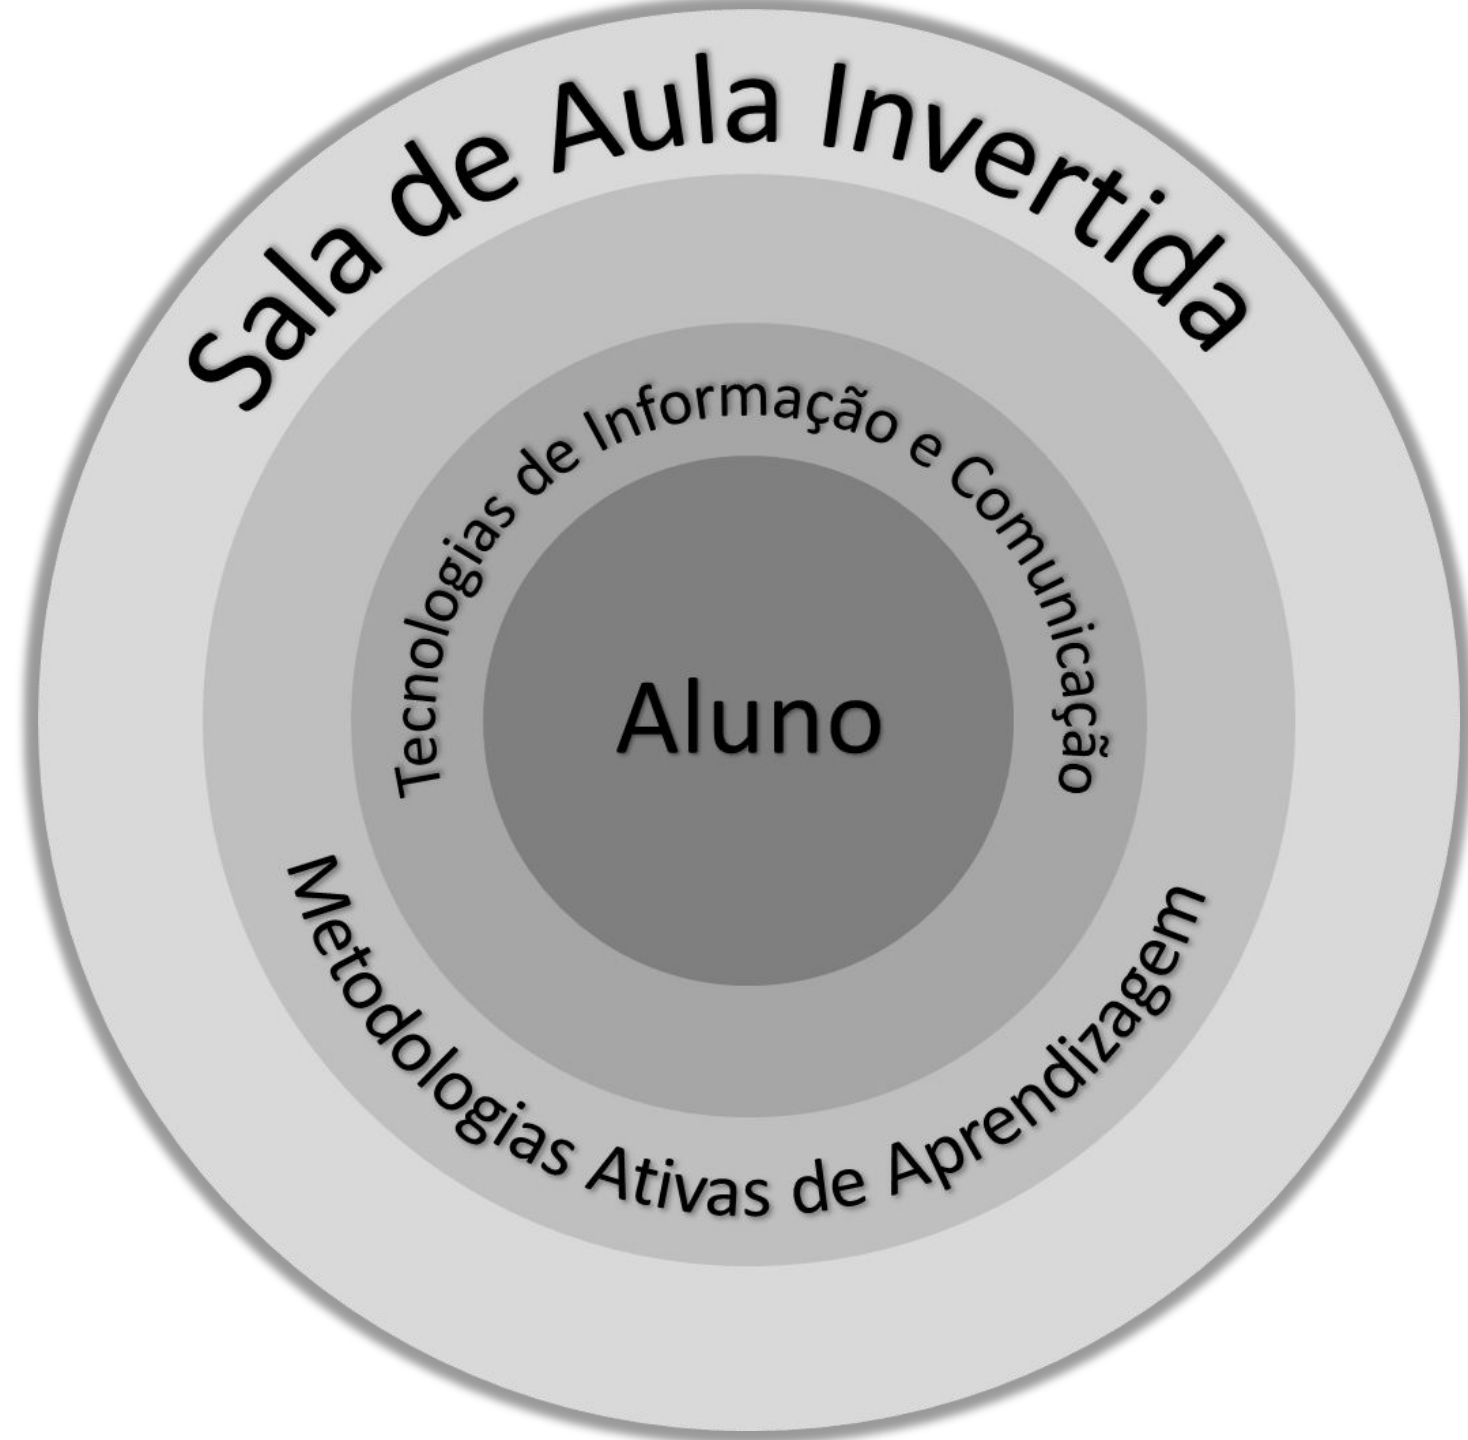 Sala de Aula Invertida
Tecnologias de Informação e Comunicação
Aluno
Metodologias Ativas de Aprendizagem